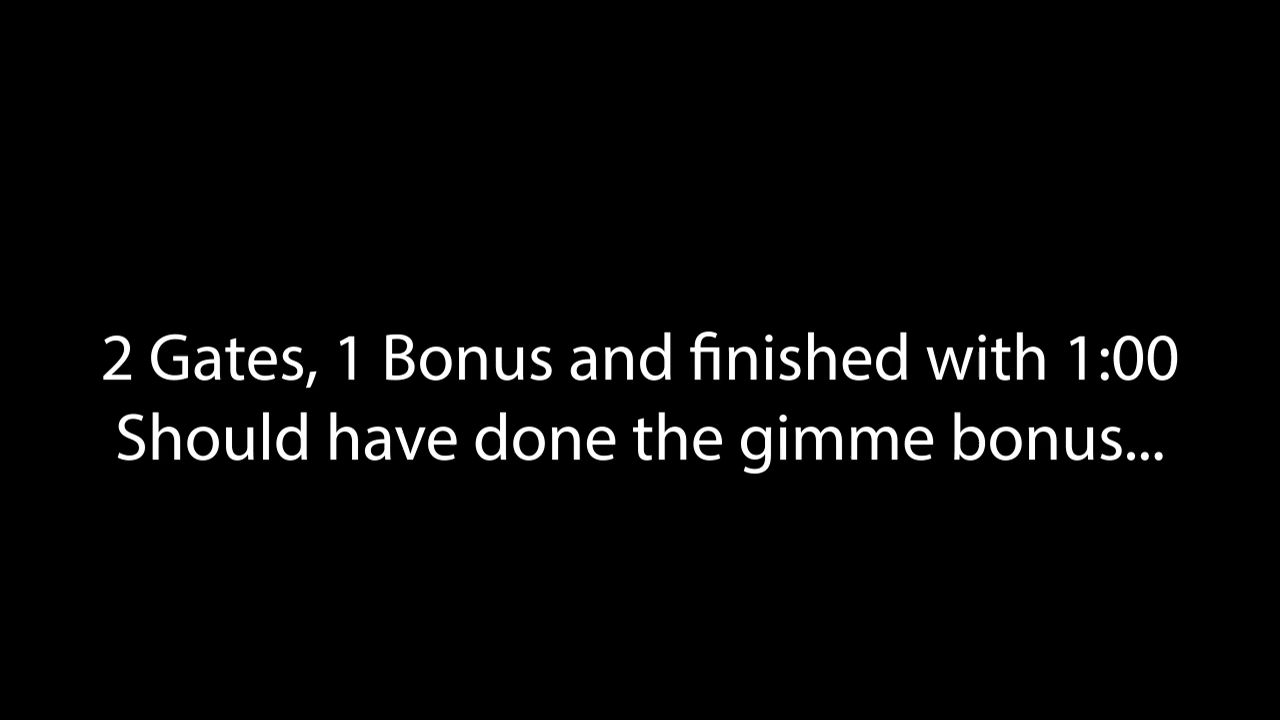 2 Gates, 1 Bonus and finished with 1:00
Should have done the gimme bonus...